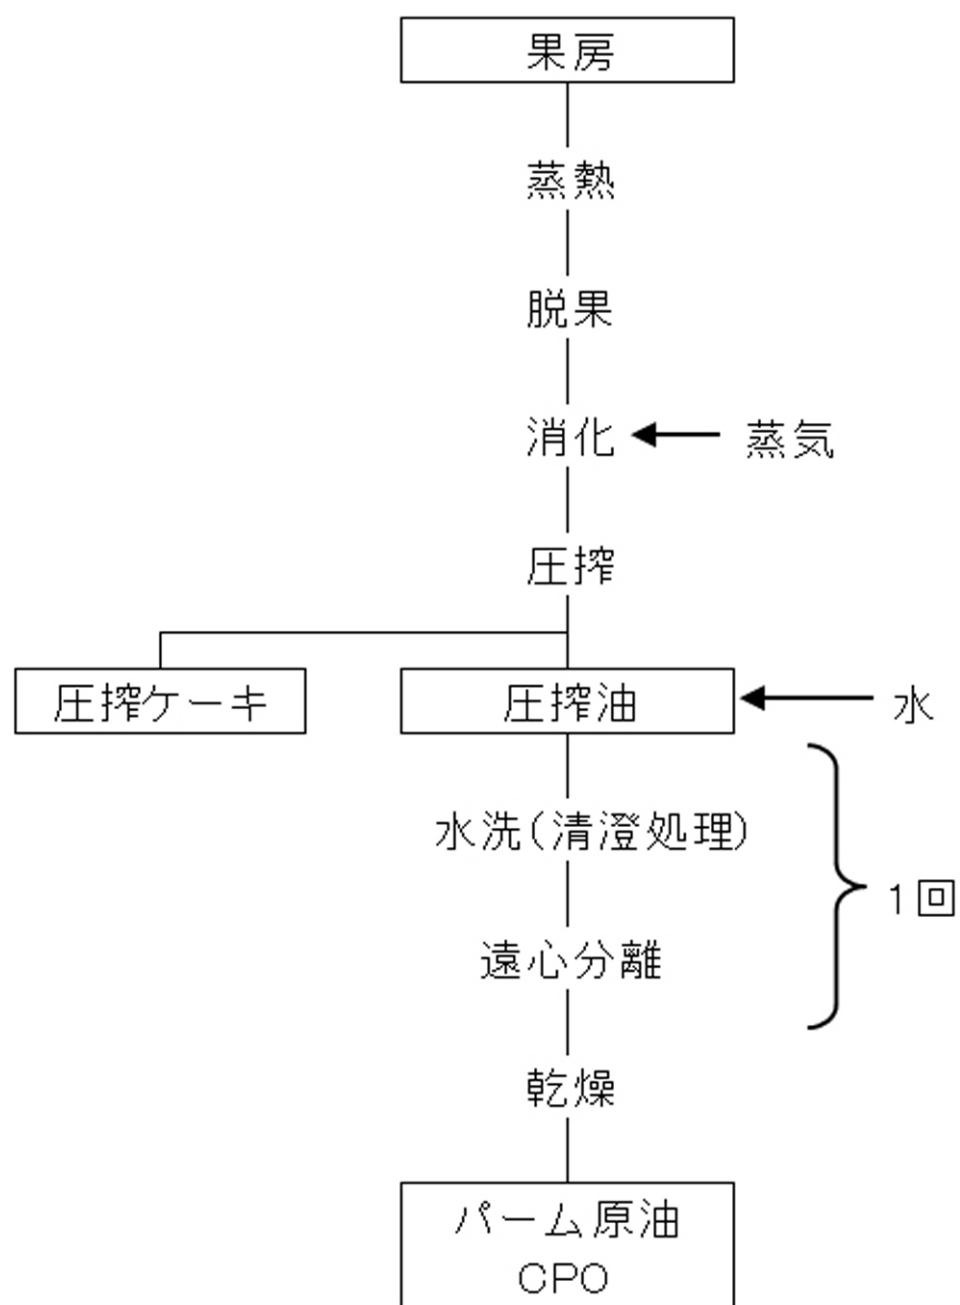 果房
蒸熱
脱果
消化
蒸気
圧搾
圧搾ケーキ
圧搾油
水
水洗(清澄処理)
1回
遠心分離
乾燥
パーム原油
CPO